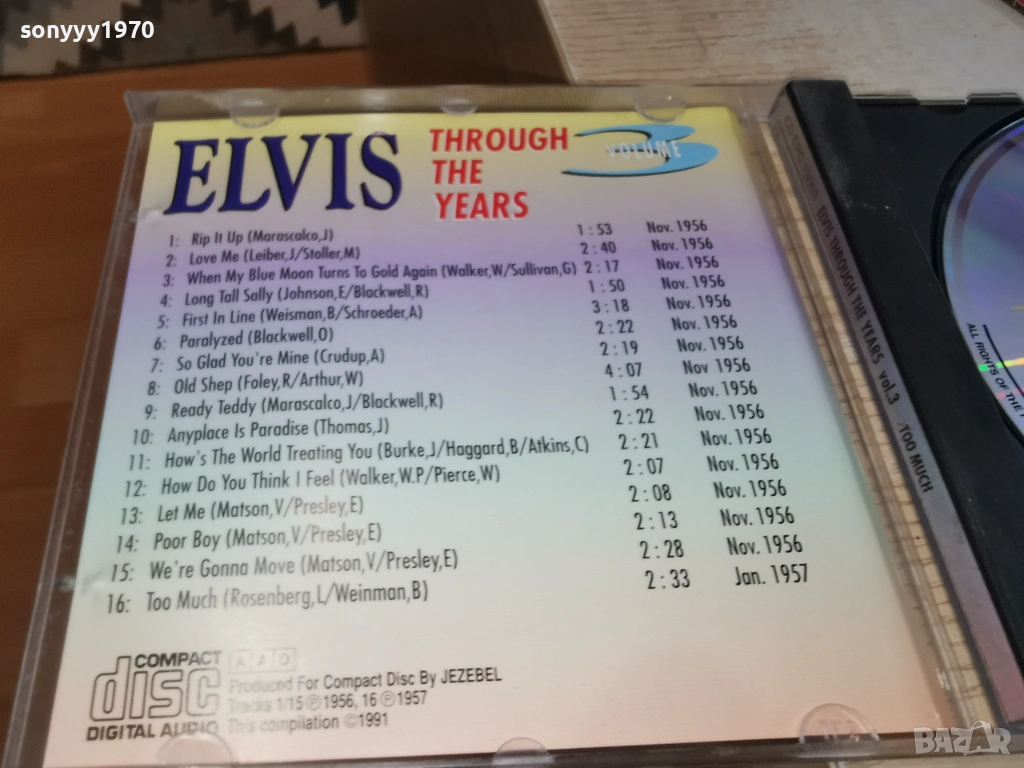 sonyyy1970
ELVIS THROUGH THE YEARS VOLUME 3
1: Rip It Up (Marascalco,J) 1:53 Nov. 1956
2: Love Me (Leiber,J/Stoller,M) 2:40 Nov. 1956
3: When My Blue Moon Turns To Gold Again (Walker,W/Sullivan,G) 2:17 Nov. 1956
4: Long Tall Sally (Johnson,E/Blackwell,R) 1:50 Nov. 1956
5: First In Line (Weisman,B/Schroeder,A) 3:18 Nov. 1956
6: Paralyzed (Blackwell,O) 2:22 Nov. 1956
7: So Glad You're Mine (Crudup,A) 2:19 Nov. 1956
8: Old Shep (Foley,R/Arthur,W) 4:07 Nov 1956
9: Ready Teddy (Marascalco,J/Blackwell,R) 1:54 Nov. 1956
10: Anyplace Is Paradise (Thomas,J) 2:22 Nov. 1956
11: How's The World Treating You (Burke,J/Haggard,B/Atkins,C) 2:21 Nov. 1956
12: How Do You Think I Feel (Walker,W.P/Pierce,W) 2:07 Nov. 1956
13: Let Me (Matson,V/Presley,E) 2:08 Nov. 1956
14: Poor Boy (Matson,V/Presley,E) 2:13 Nov. 1956
15: We're Gonna Move (Matson,V/Presley,E) 2:28 Nov. 1956
16: Too Much (Rosenberg,L/Weinman,B) 2:33 Jan. 1957
COMPACT disc DIGITAL AUDIO
AAD
Produced For Compact Disc By JEZEBEL
Tracks 1/15 ℗1956, 16 ℗1957
This compilation ©1991
ELVIS THROUGH THE YEARS vol.3 TOO MUCH
ALL RIGHTS OF THE
BAZAR